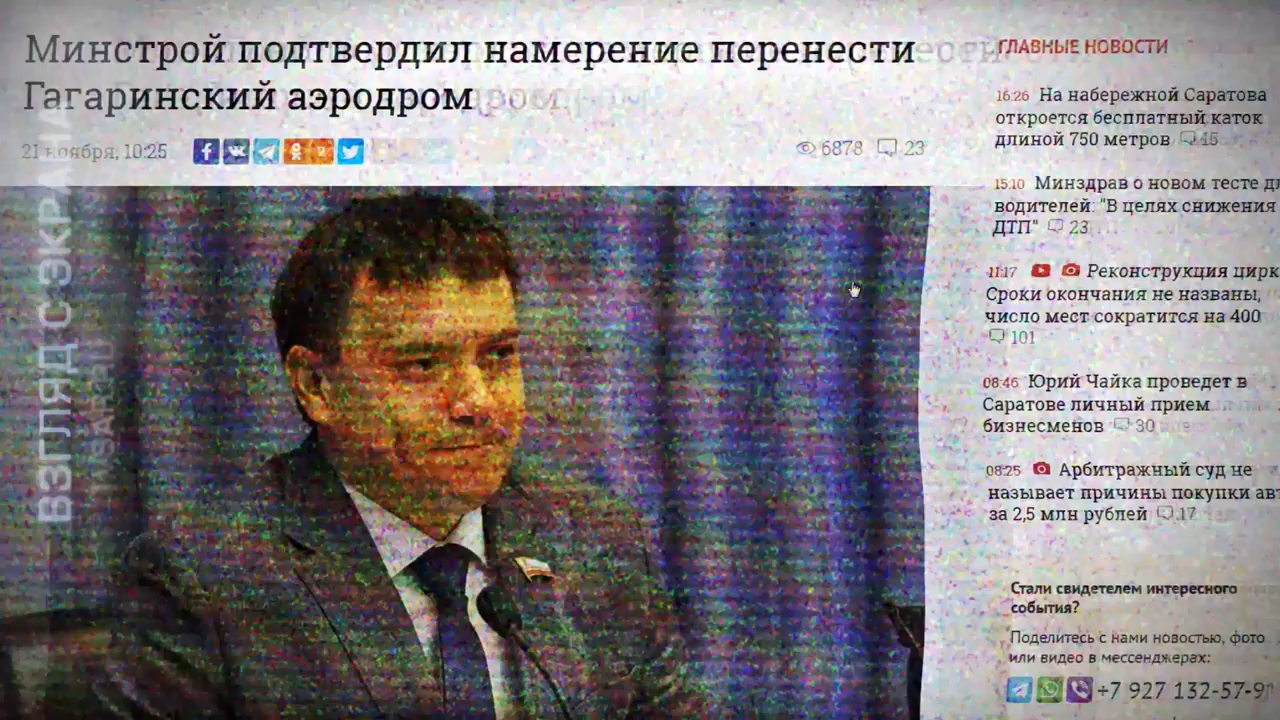 Минстрой подтвердил намерение перенести
Гагаринский аэродром
21 ноября, 10:25
6878
23
ВЗГЛЯД С ЭКРАНА
ГЛАВНЫЕ НОВОСТИ
16:26 На набережной Саратова
откроется бесплатный каток
длиной 750 метров 45
15:10 Минздрав о новом тесте
водителей: "В целях снижения
ДТП" 23
11:17 Реконструкция цирк
Сроки окончания не названы,
число мест сократится на 400
101
08:46 Юрий Чайка проведет в
Саратове личный прием
бизнесменов 30
08:25 Арбитражный суд не
называет причины покупки авт
за 2,5 млн рублей 17
Стали свидетелем интересного
события?
Поделитесь с нами новостью, фото
или видео в мессенджерах:
+7 927 132-57-9